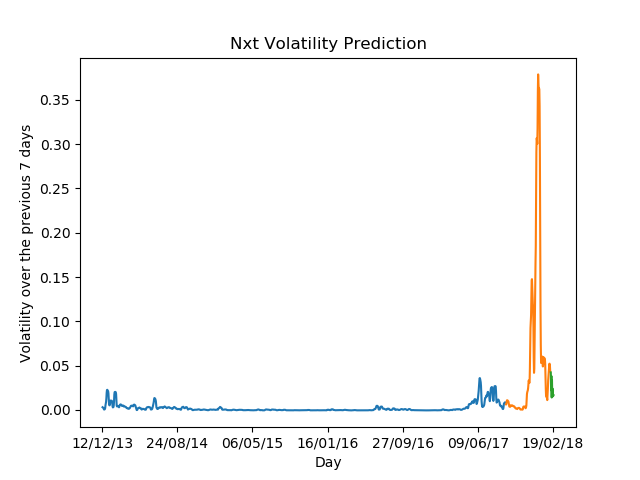 Nxt Volatility Prediction
Volatility over the previous 7 days
0.35
0.30
0.25
0.20
0.15
0.10
0.05
0.00
12/12/13 24/08/14 06/05/15 16/01/16 27/09/16 09/06/17 19/02/18
Day